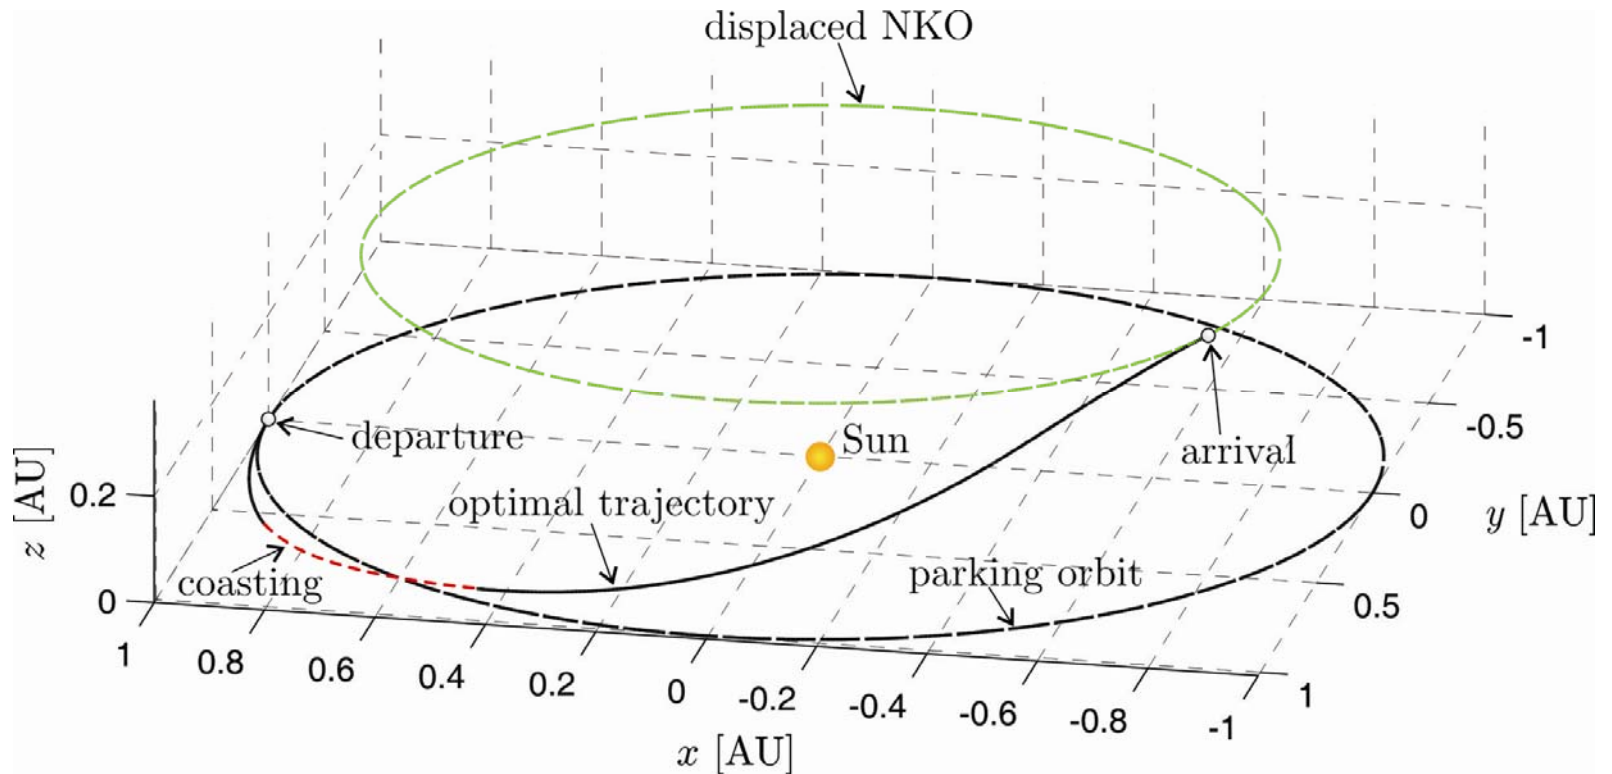 displaced NKO
-1
-0.5
departure
Sun
arrival
z [AU]
0.2
optimal trajectory
0
y [AU]
coasting
parking orbit
0.5
0
1
1
0.8
0.6
0.4
0.2
0
-0.2
-0.4
-0.6
-0.8
-1
x [AU]